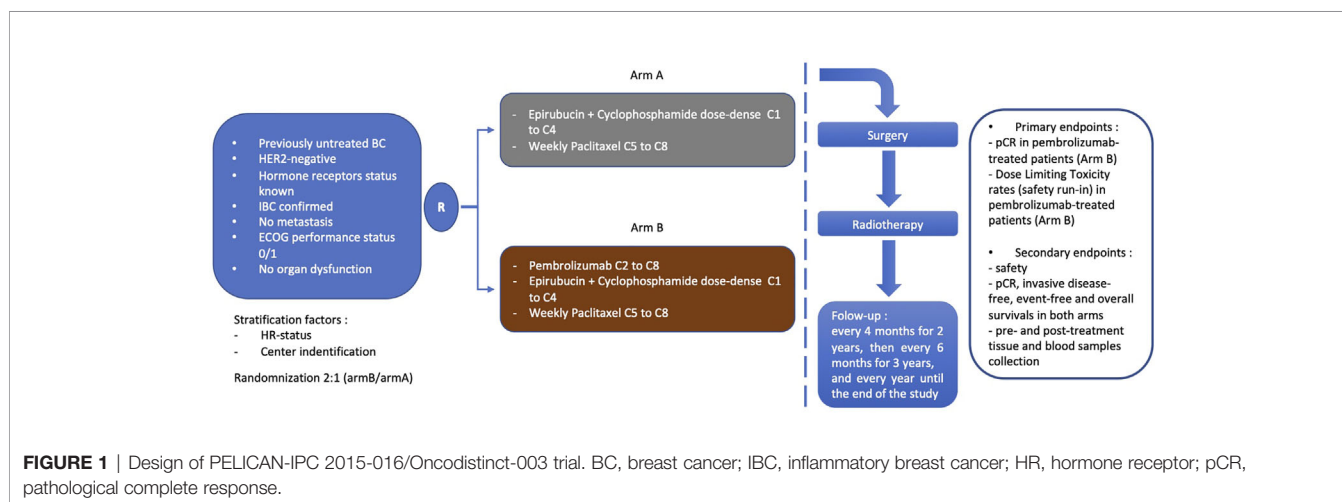 - Previously untreated BC
- HER2-negative
- Hormone receptors status
known
- IBC confirmed
- No metastasis
- ECOG performance status
0/1
- No organ dysfunction
Stratification factors :
- HR-status
- Center indentification
Randomnization 2:1 (armB/armA)
R
Arm A
- Epirubucin + Cyclophosphamide dose-dense C1
to C4
- Weekly Paclitaxel C5 to C8
Arm B
- Pembrolizumab C2 to C8
- Epirubucin + Cyclophosphamide dose-dense C1
to C4
- Weekly Paclitaxel C5 to C8
Surgery
Radiotherapy
Folow-up :
every 4 months for 2
years, then every 6
months for 3 years,
and every year until
the end of the study
• Primary endpoints :
- pCR in pembrolizumab-
treated patients (Arm B)
- Dose Limiting Toxicity
rates (safety run-in) in
pembrolizumab-treated
patients (Arm B)
• Secondary endpoints :
- safety
- pCR, invasive disease-
free, event-free and overall
survivals in both arms
- pre- and post-treatment
tissue and blood samples
collection
FIGURE 1 | Design of PELICAN-IPC 2015-016/Oncodistinct-003 trial. BC, breast cancer; IBC, inflammatory breast cancer; HR, hormone receptor; pCR,
pathological complete response.